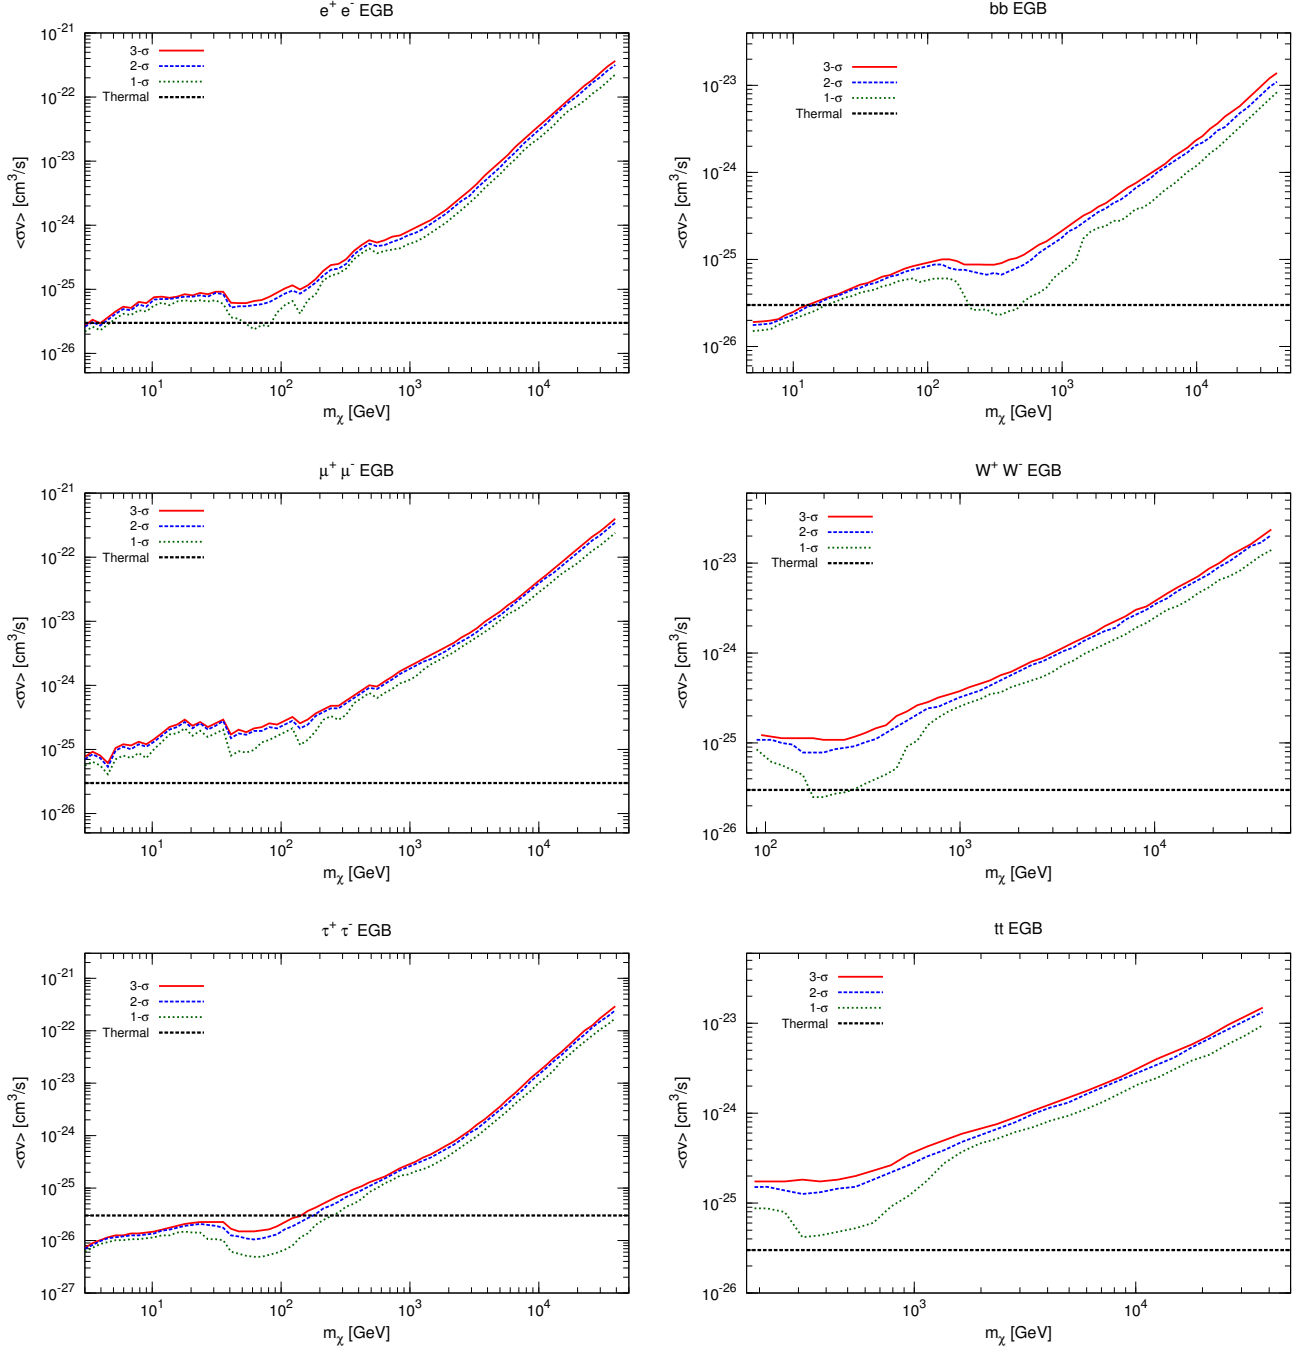 e⁺ e⁻ EGB
3-σ
2-σ
1-σ
Thermal
<σv> [cm³/s]
10⁻²¹
10⁻²²
10⁻²³
10⁻²⁴
10⁻²⁵
10⁻²⁶
10¹ 10² 10³ 10⁴
mχ [GeV]
bb EGB
3-σ
2-σ
1-σ
Thermal
<σv> [cm³/s]
10⁻²³
10⁻²⁴
10⁻²⁵
10⁻²⁶
10¹ 10² 10³ 10⁴
mχ [GeV]
μ⁺ μ⁻ EGB
3-σ
2-σ
1-σ
Thermal
<σv> [cm³/s]
10⁻²¹
10⁻²²
10⁻²³
10⁻²⁴
10⁻²⁵
10⁻²⁶
10¹ 10² 10³ 10⁴
mχ [GeV]
W⁺ W⁻ EGB
3-σ
2-σ
1-σ
Thermal
<σv> [cm³/s]
10⁻²³
10⁻²⁴
10⁻²⁵
10⁻²⁶
10² 10³ 10⁴
mχ [GeV]
τ⁺ τ⁻ EGB
3-σ
2-σ
1-σ
Thermal
<σv> [cm³/s]
10⁻²¹
10⁻²²
10⁻²³
10⁻²⁴
10⁻²⁵
10⁻²⁶
10⁻²⁷
10¹ 10² 10³ 10⁴
mχ [GeV]
tt EGB
3-σ
2-σ
1-σ
Thermal
<σv> [cm³/s]
10⁻²³
10⁻²⁴
10⁻²⁵
10⁻²⁶
10³ 10⁴
mχ [GeV]